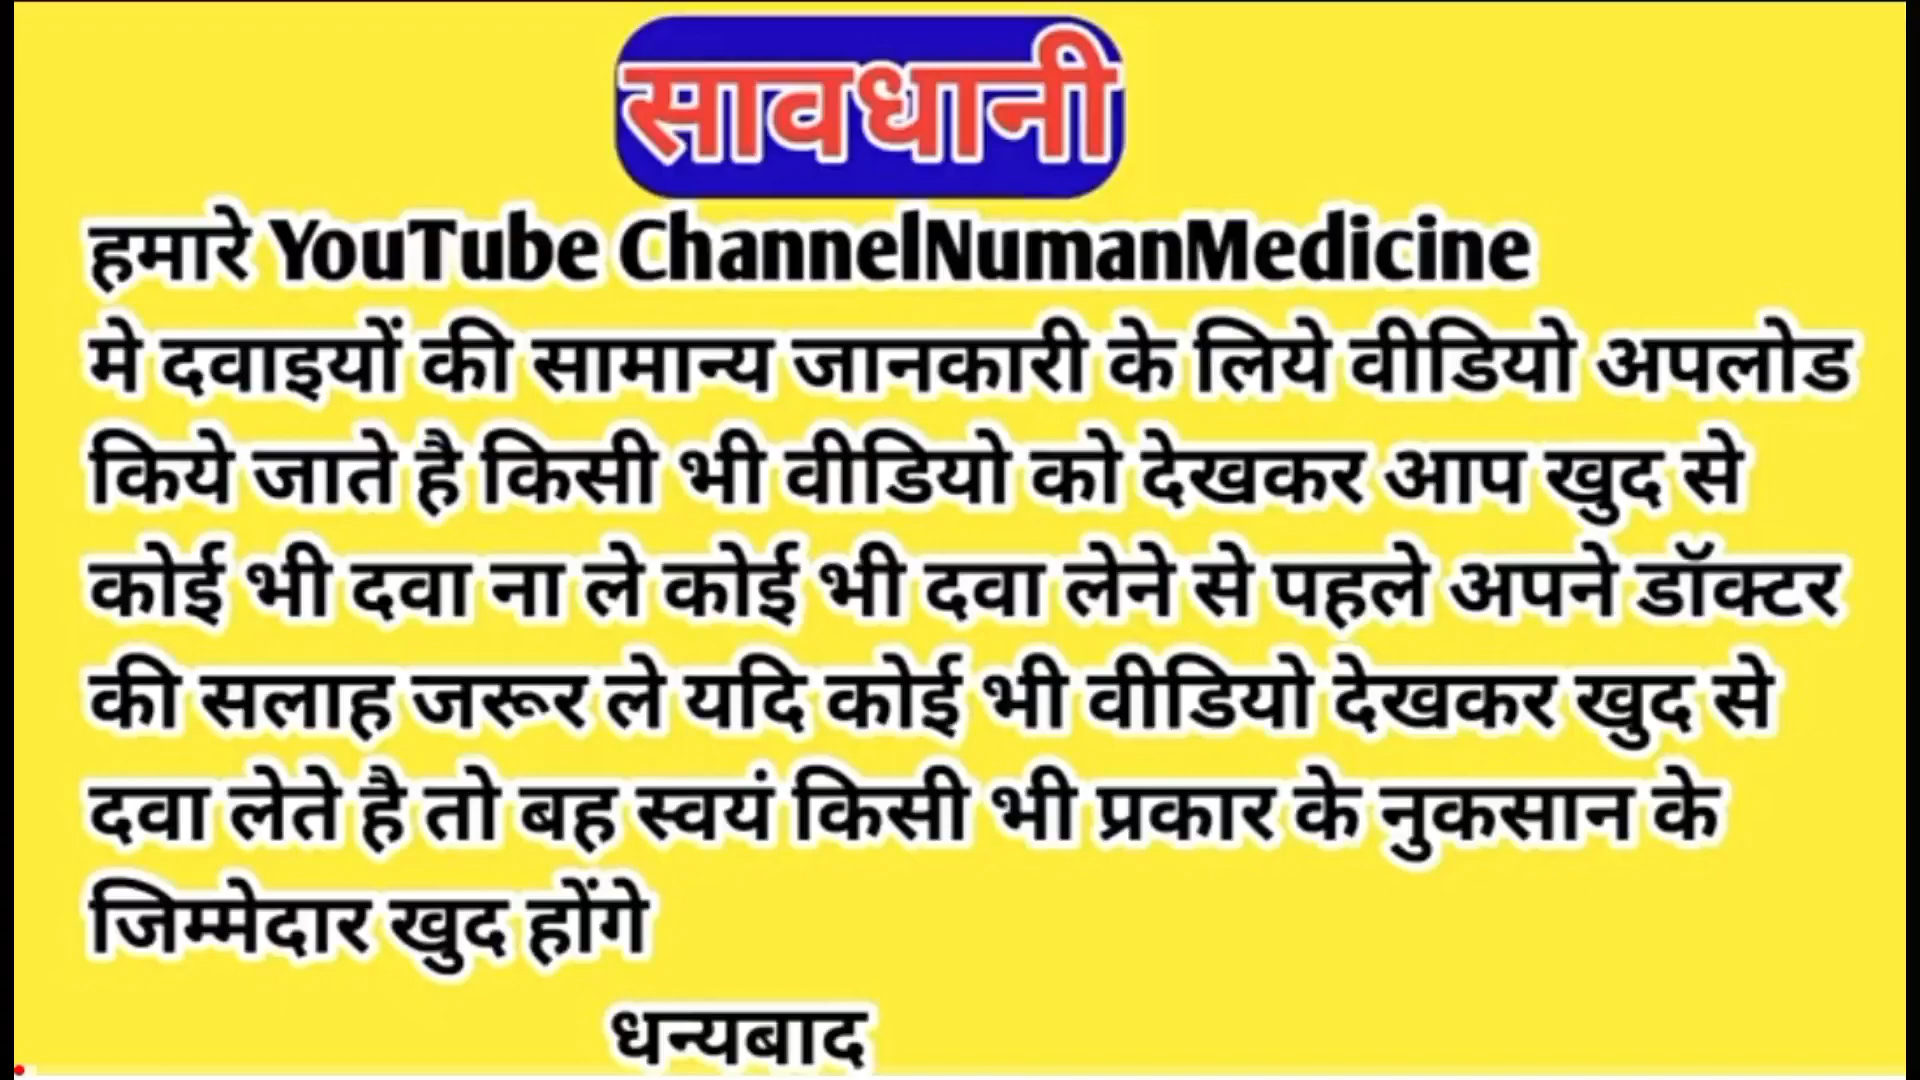 सावधानी
हमारे YouTube ChannelNumanMedicine
मे दवाइयों की सामान्य जानकारी के लिये वीडियो अपलोड
किये जाते है किसी भी वीडियो को देखकर आप खुद से
कोई भी दवा ना ले कोई भी दवा लेने से पहले अपने डॉक्टर
की सलाह जरूर ले यदि कोई भी वीडियो देखकर खुद से
दवा लेते है तो बह स्वयं किसी भी प्रकार के नुकसान के
जिम्मेदार खुद होंगे
धन्यबाद